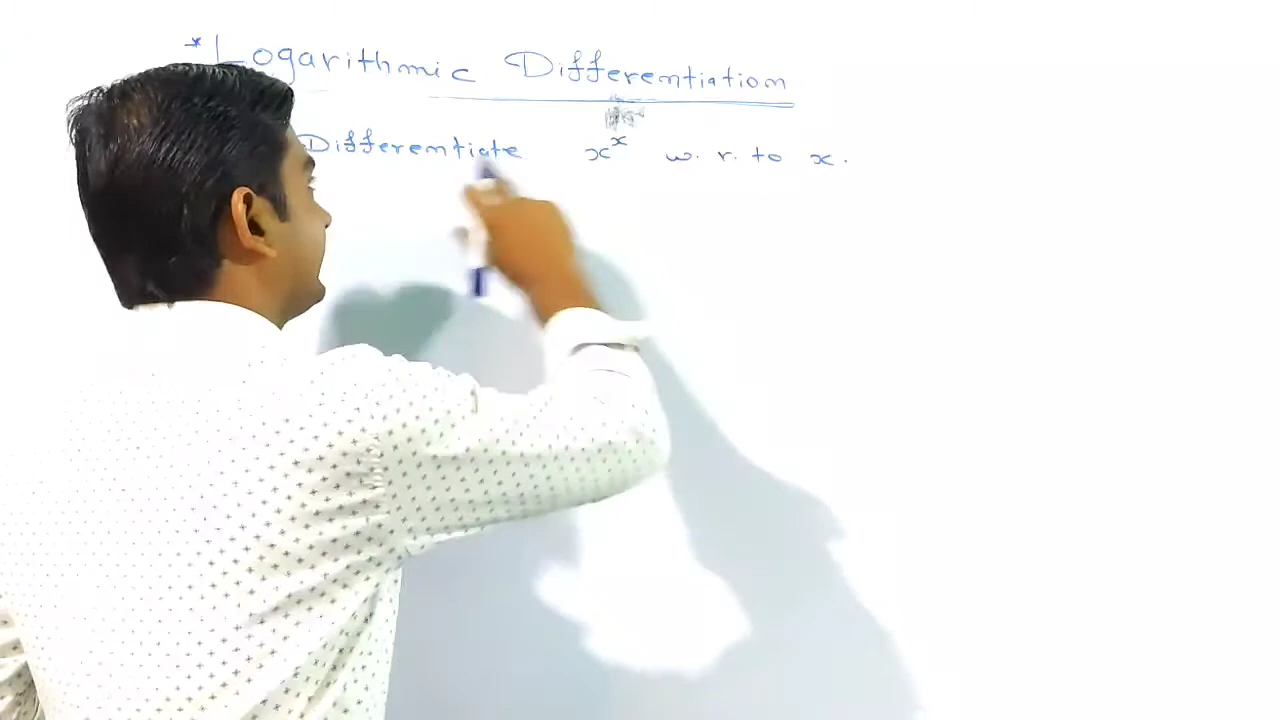 * Logarithmic Differentiation
Differentiate x^x w. r. to x.